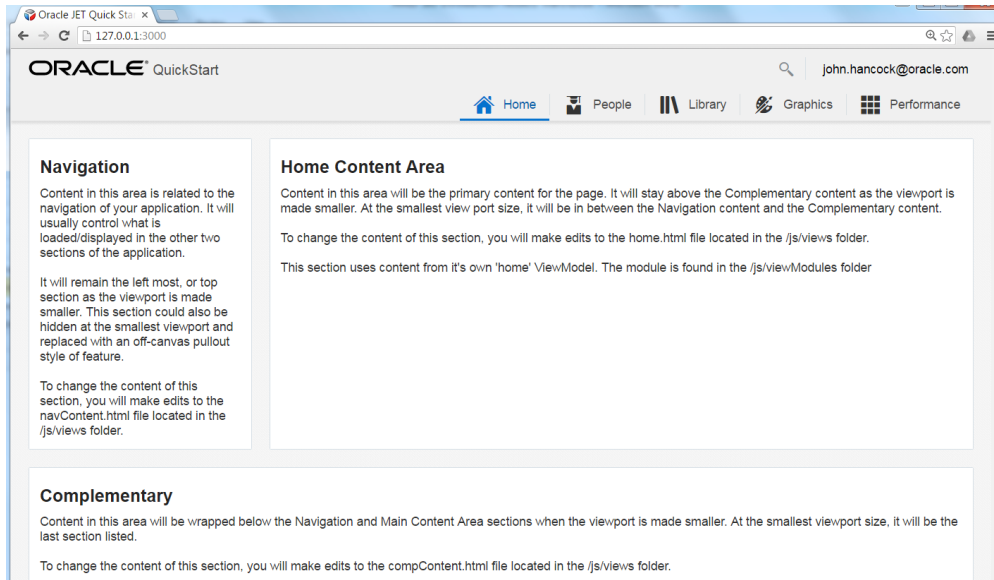 Oracle JET Quick Sta
127.0.0.1:3000
ORACLE® QuickStart
john.hancock@oracle.com
Home People Library Graphics Performance
Navigation
Content in this area is related to the
navigation of your application. It will
usually control what is
loaded/displayed in the other two
sections of the application.
It will remain the left most, or top
section as the viewport is made
smaller. This section could also be
hidden at the smallest viewport and
replaced with an off-canvas pullout
style of feature.
To change the content of this
section, you will make edits to the
navContent.html file located in the
/js/views folder.
Home Content Area
Content in this area will be the primary content for the page. It will stay above the Complementary content as the viewport is
made smaller. At the smallest view port size, it will be in between the Navigation content and the Complementary content.
To change the content of this section, you will make edits to the home.html file located in the /js/views folder.
This section uses content from it's own 'home' ViewModel. The module is found in the /js/viewModules folder
Complementary
Content in this area will be wrapped below the Navigation and Main Content Area sections when the viewport is made smaller. At the smallest viewport size, it will be the
last section listed.
To change the content of this section, you will make edits to the compContent.html file located in the /js/views folder.